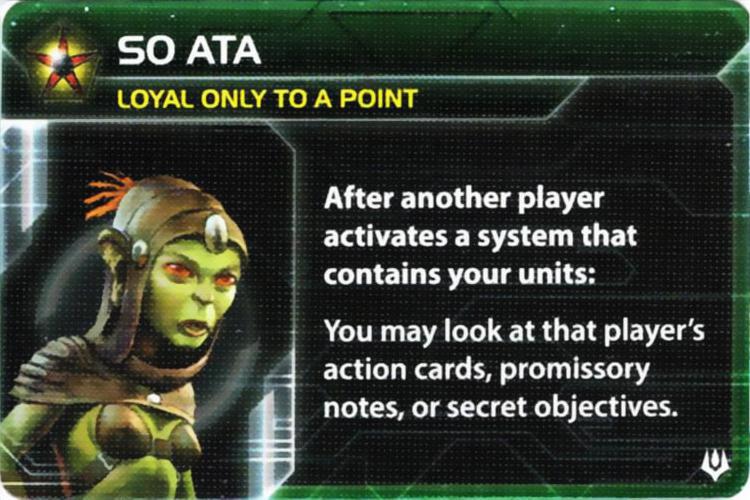 SO ATA
LOYAL ONLY TO A POINT
After another player
activates a system that
contains your units:
You may look at that player's
action cards, promissory
notes, or secret objectives.